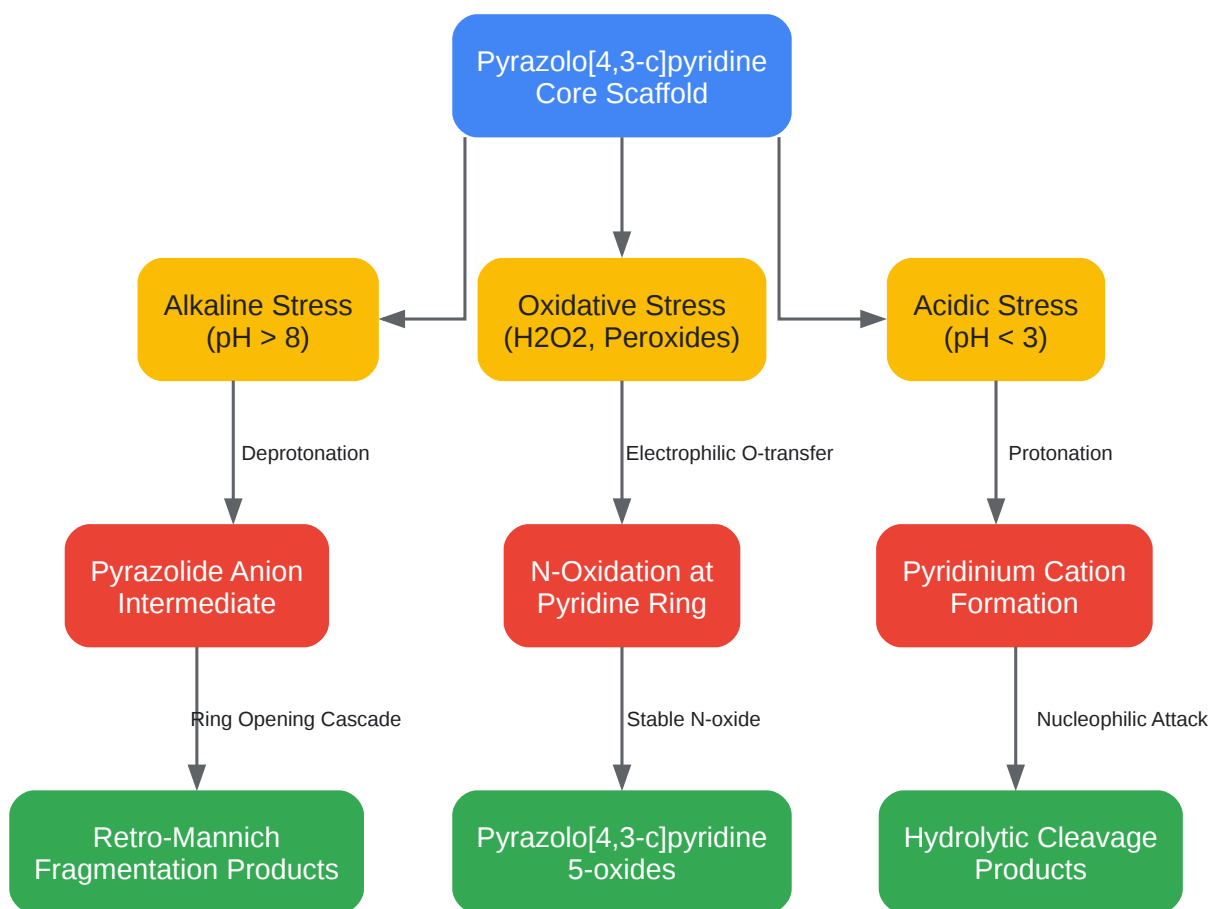 Pyrazolo[4,3-c]pyridine
Core Scaffold
Alkaline Stress
(pH > 8)
Oxidative Stress
(H2O2, Peroxides)
Acidic Stress
(pH < 3)
Deprotonation
Electrophilic O-transfer
Protonation
Pyrazolide Anion
Intermediate
N-Oxidation at
Pyridine Ring
Pyridinium Cation
Formation
Ring Opening Cascade
Stable N-oxide
Nucleophilic Attack
Retro-Mannich
Fragmentation Products
Pyrazolo[4,3-c]pyridine
5-oxides
Hydrolytic Cleavage
Products